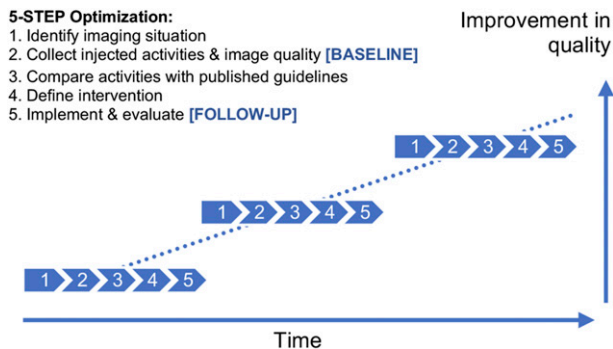 5-STEP Optimization:
1. Identify imaging situation
2. Collect injected activities & image quality [BASELINE]
3. Compare activities with published guidelines
4. Define intervention
5. Implement & evaluate [FOLLOW-UP]
Improvement in
quality
1 2 3 4 5
1 2 3 4 5
1 2 3 4 5
Time